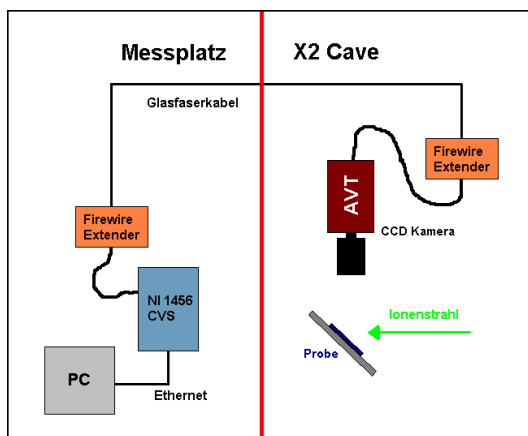 Messplatz
X2 Cave
Glasfaserkabel
Firewire
Extender
AVT
CCD Kamera
Firewire
Extender
NI 1456
CVS
Ionenstrahl
Probe
PC
Ethernet